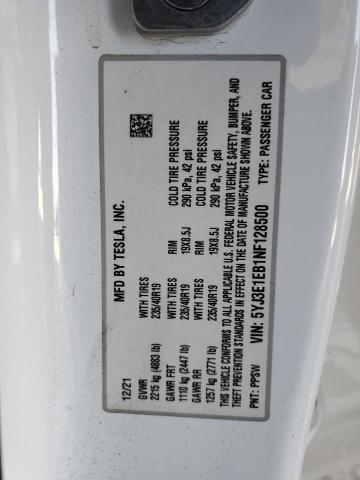 MFD BY TESLA, INC.
12/21
GVWR WITH TIRES RIM COLD TIRE PRESSURE
2215 kg (4883 lb) 235/40R19 19X8.5J 290 kPa, 42 psi
GAWR FRT WITH TIRES RIM COLD TIRE PRESSURE
1110 kg (2447 lb) 235/40R19 19X8.5J 290 kPa, 42 psi
GAWR RR
1257 kg (2771 lb)
THIS VEHICLE CONFORMS TO ALL APPLICABLE U.S. FEDERAL MOTOR VEHICLE SAFETY, BUMPER, AND
THEFT PREVENTION STANDARDS IN EFFECT ON THE DATE OF MANUFACTURE SHOWN ABOVE.
VIN: 5YJ3E1EB1NF128500 TYPE: PASSENGER CAR
PNT: PPSW